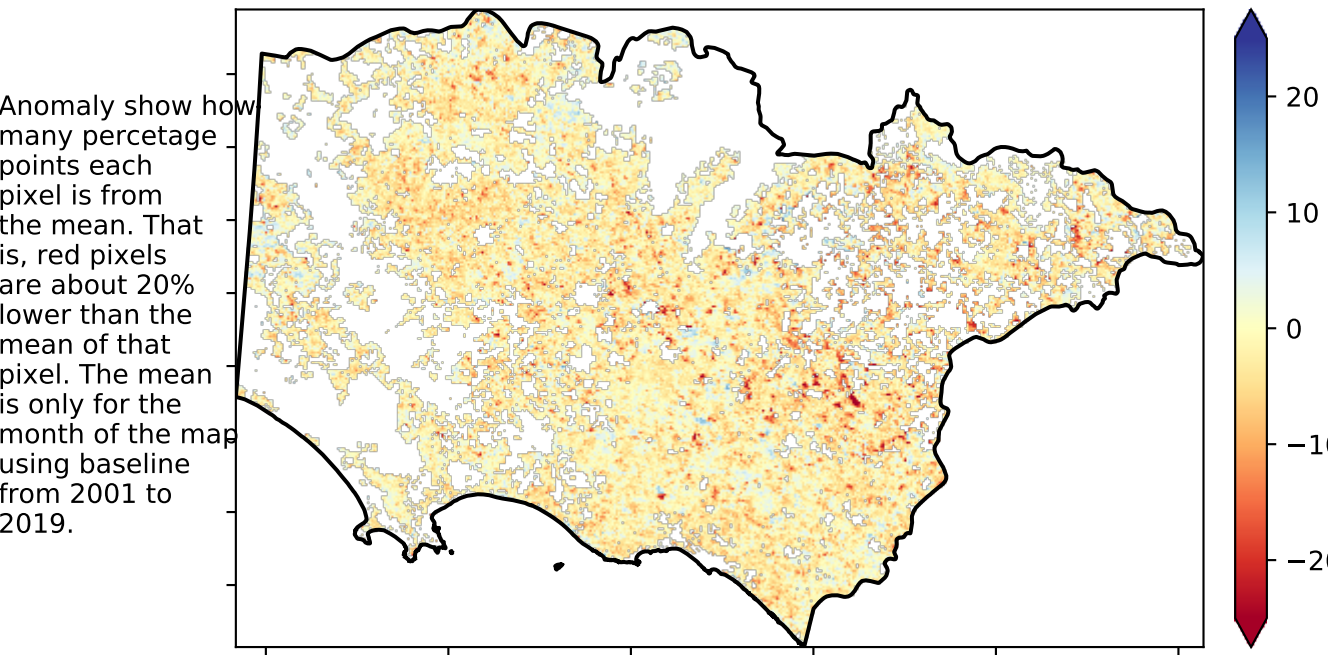 Anomaly show how
many percetage
points each
pixel is from
the mean. That
is, red pixels
are about 20%
lower than the
mean of that
pixel. The mean
is only for the
month of the map
using baseline
from 2001 to
2019.
20
10
0
−10
−20